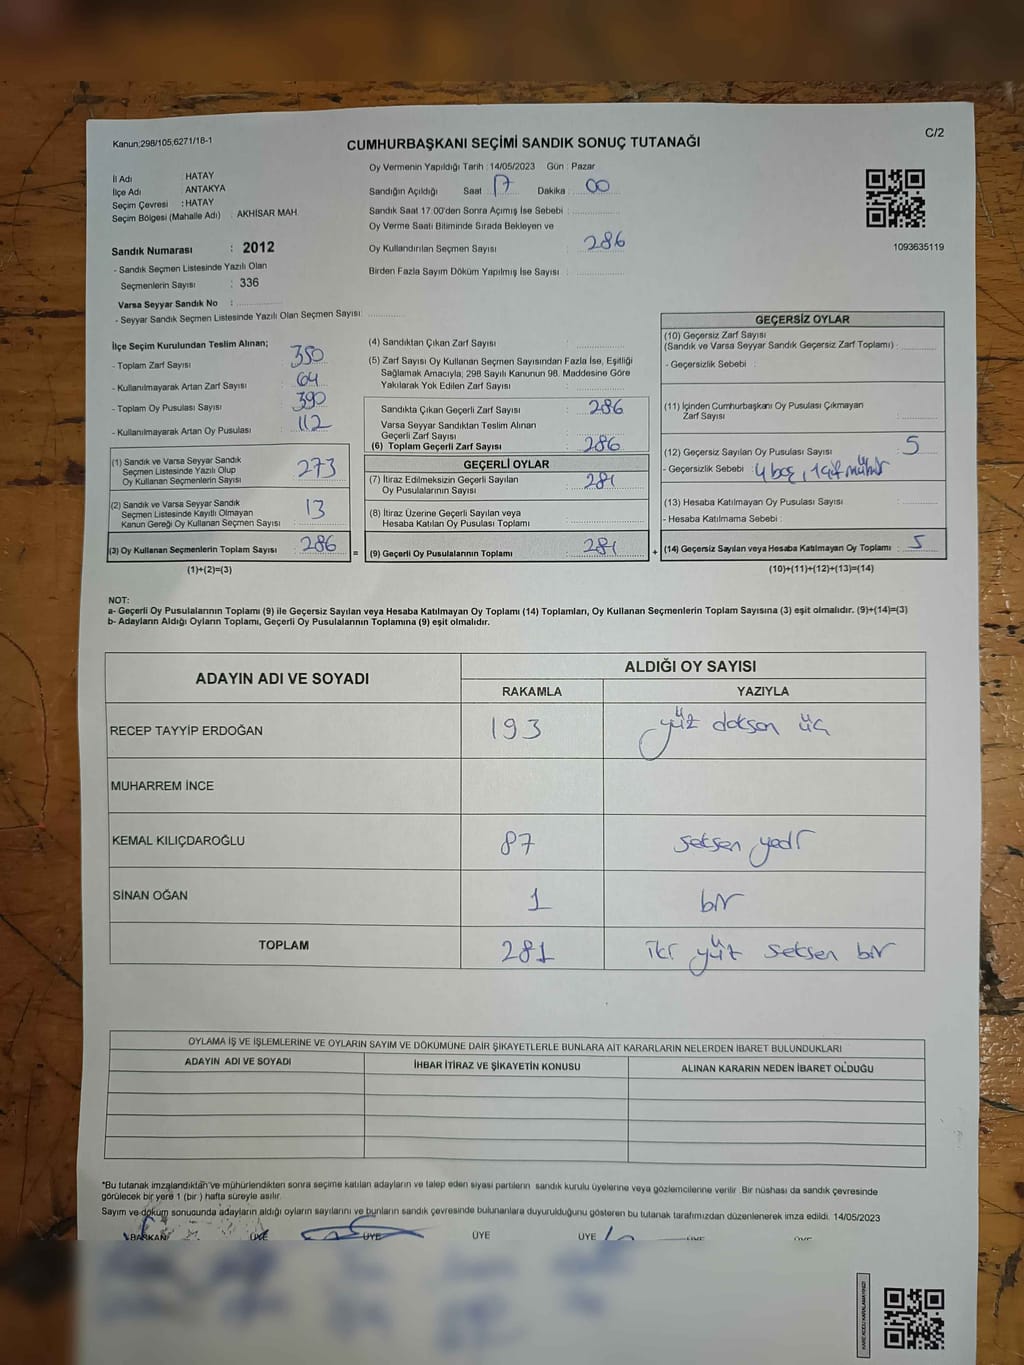 Kanun;298/105;6271/18-1
C/2
CUMHURBAŞKANI SEÇİMİ SANDIK SONUÇ TUTANAĞI
İl Adı : HATAY
İlçe Adı : ANTAKYA
Seçim Çevresi : HATAY
Seçim Bölgesi (Mahalle Adı) : AKHİSAR MAH.
Sandık Numarası : 2012
- Sandık Seçmen Listesinde Yazılı Olan
Seçmenlerin Sayısı : 336
Varsa Seyyar Sandık No :
- Seyyar Sandık Seçmen Listesinde Yazılı Olan Seçmen Sayısı:
Oy Vermenin Yapıldığı Tarih : 14/05/2023 Gün : Pazar
Sandığın Açıldığı Saat : 17 Dakika : 00
Sandık Saat 17:00'den Sonra Açımış İse Sebebi :
Oy Verme Saati Bitiminde Sırada Bekleyen ve
Oy Kullandırılan Seçmen Sayısı : 286
Birden Fazla Sayım Döküm Yapılmış İse Sayısı :
1093635119
İlçe Seçim Kurulundan Teslim Alınan;
- Toplam Zarf Sayısı : 350
- Kullanılmayarak Artan Zarf Sayısı : 64
- Toplam Oy Pusulası Sayısı : 390
- Kullanılmayarak Artan Oy Pusulası : 112
(1) Sandık ve Varsa Seyyar Sandık
Seçmen Listesinde Yazılı Olup
Oy Kullanan Seçmenlerin Sayısı : 273
(2) Sandık ve Varsa Seyyar Sandık
Seçmen Listesinde Kayıtlı Olmayan
Kanun Gereği Oy Kullanan Seçmen Sayısı : 13
(3) Oy Kullanan Seçmenlerin Toplam Sayısı : 286 =
(1)+(2)=(3)
(4) Sandıktan Çıkan Zarf Sayısı :
(5) Zarf Sayısı Oy Kullanan Seçmen Sayısından Fazla İse, Eşitliği
Sağlamak Amacıyla; 298 Sayılı Kanunun 98. Maddesine Göre
Yakılarak Yok Edilen Zarf Sayısı :
Sandıkta Çıkan Geçerli Zarf Sayısı : 286
Varsa Seyyar Sandıktan Teslim Alınan
Geçerli Zarf Sayısı :
(6) Toplam Geçerli Zarf Sayısı : 286
GEÇERLİ OYLAR
(7) İtiraz Edilmeksizin Geçerli Sayılan
Oy Pusulalarının Sayısı : 281
(8) İtiraz Üzerine Geçerli Sayılan veya
Hesaba Katılan Oy Pusulası Toplamı :
(9) Geçerli Oy Pusulalarının Toplamı : 281 +
GEÇERSİZ OYLAR
(10) Geçersiz Zarf Sayısı
(Sandık ve Varsa Seyyar Sandık Geçersiz Zarf Toplamı) :
- Geçersizlik Sebebi :
(11) İçinden Cumhurbaşkanı Oy Pusulası Çıkmayan
Zarf Sayısı :
(12) Geçersiz Sayılan Oy Pusulası Sayısı : 5
- Geçersizlik Sebebi : 4 boş, 1 çift mühür
(13) Hesaba Katılmayan Oy Pusulası Sayısı :
- Hesaba Katılmama Sebebi :
(14) Geçersiz Sayılan veya Hesaba Katılmayan Oy Toplamı : 5
(10)+(11)+(12)+(13)=(14)
NOT:
a- Geçerli Oy Pusulalarının Toplamı (9) ile Geçersiz Sayılan veya Hesaba Katılmayan Oy Toplamı (14) Toplamları, Oy Kullanan Seçmenlerin Toplam Sayısına (3) eşit olmalıdır. (9)+(14)=(3)
b- Adayların Aldığı Oyların Toplamı, Geçerli Oy Pusulalarının Toplamına (9) eşit olmalıdır.
ADAYIN ADI VE SOYADI
ALDIĞI OY SAYISI
RAKAMLA YAZIYLA
RECEP TAYYİP ERDOĞAN 193 yüz doksan üç
MUHARREM İNCE
KEMAL KILIÇDAROĞLU 87 seksen yedi
SİNAN OĞAN 1 bir
TOPLAM 281 iki yüz seksen bir
OYLAMA İŞ VE İŞLEMLERİNE VE OYLARIN SAYIM VE DÖKÜMÜNE DAİR ŞİKAYETLERLE BUNLARA AİT KARARLARIN NELERDEN İBARET BULUNDUKLARI
ADAYIN ADI VE SOYADI İHBAR İTİRAZ VE ŞİKAYETİN KONUSU ALINAN KARARIN NEDEN İBARET OLDUĞU
*Bu tutanak imzalandıktan ve mühürlendikten sonra seçime katılan adayların ve talep eden siyasi partilerin sandık kurulu üyelerine veya gözlemcilerine verilir .Bir nüshası da sandık çevresinde
görülecek bir yere 1 (bir ) hafta süreyle asılır.
Sayım ve döküm sonucunda adayların aldığı oyların sayılarını ve bunların sandık çevresinde bulunanlara duyurulduğunu gösteren bu tutanak tarafımızdan düzenlenerek imza edildi. 14/05/2023
BAŞKAN ÜYE ÜYE ÜYE ÜYE ÜYE ÜYE